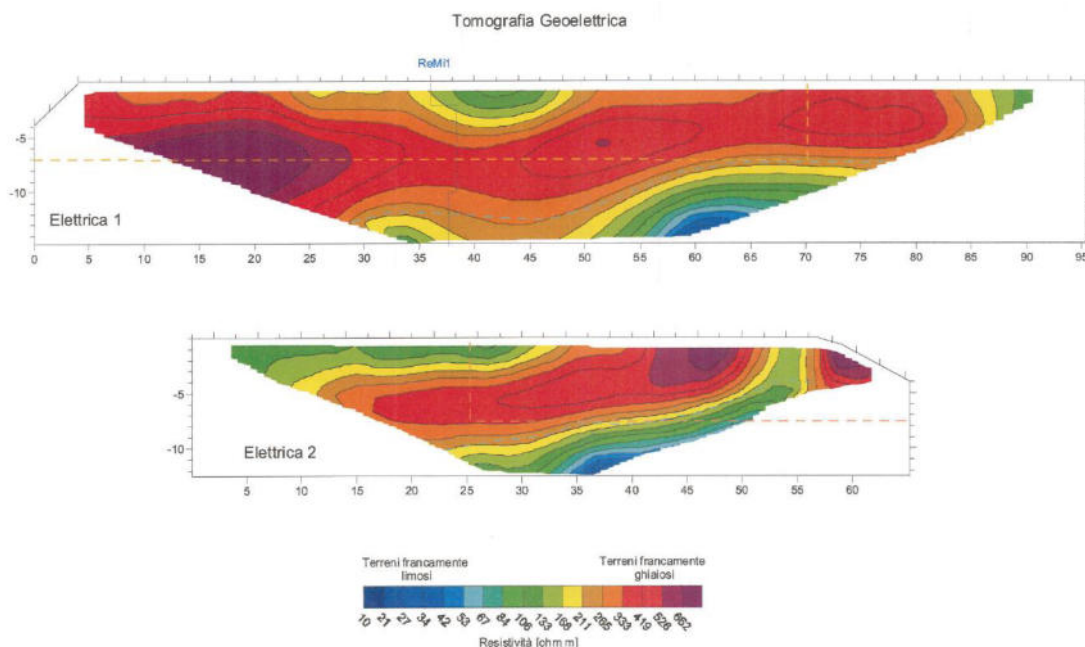 Tomografia Geoelettrica
ReMi1
-5
-10
Elettrica 1
0 5 10 15 20 25 30 35 40 45 50 55 60 65 70 75 80 85 90 95
-5
-10
Elettrica 2
5 10 15 20 25 30 35 40 45 50 55 60
Terreni francamente limosi
Terreni francamente ghiaiosi
10 21 27 34 42 53 67 84 106 133 168 211 265 333 419 528 662
Resistività [ohm m]